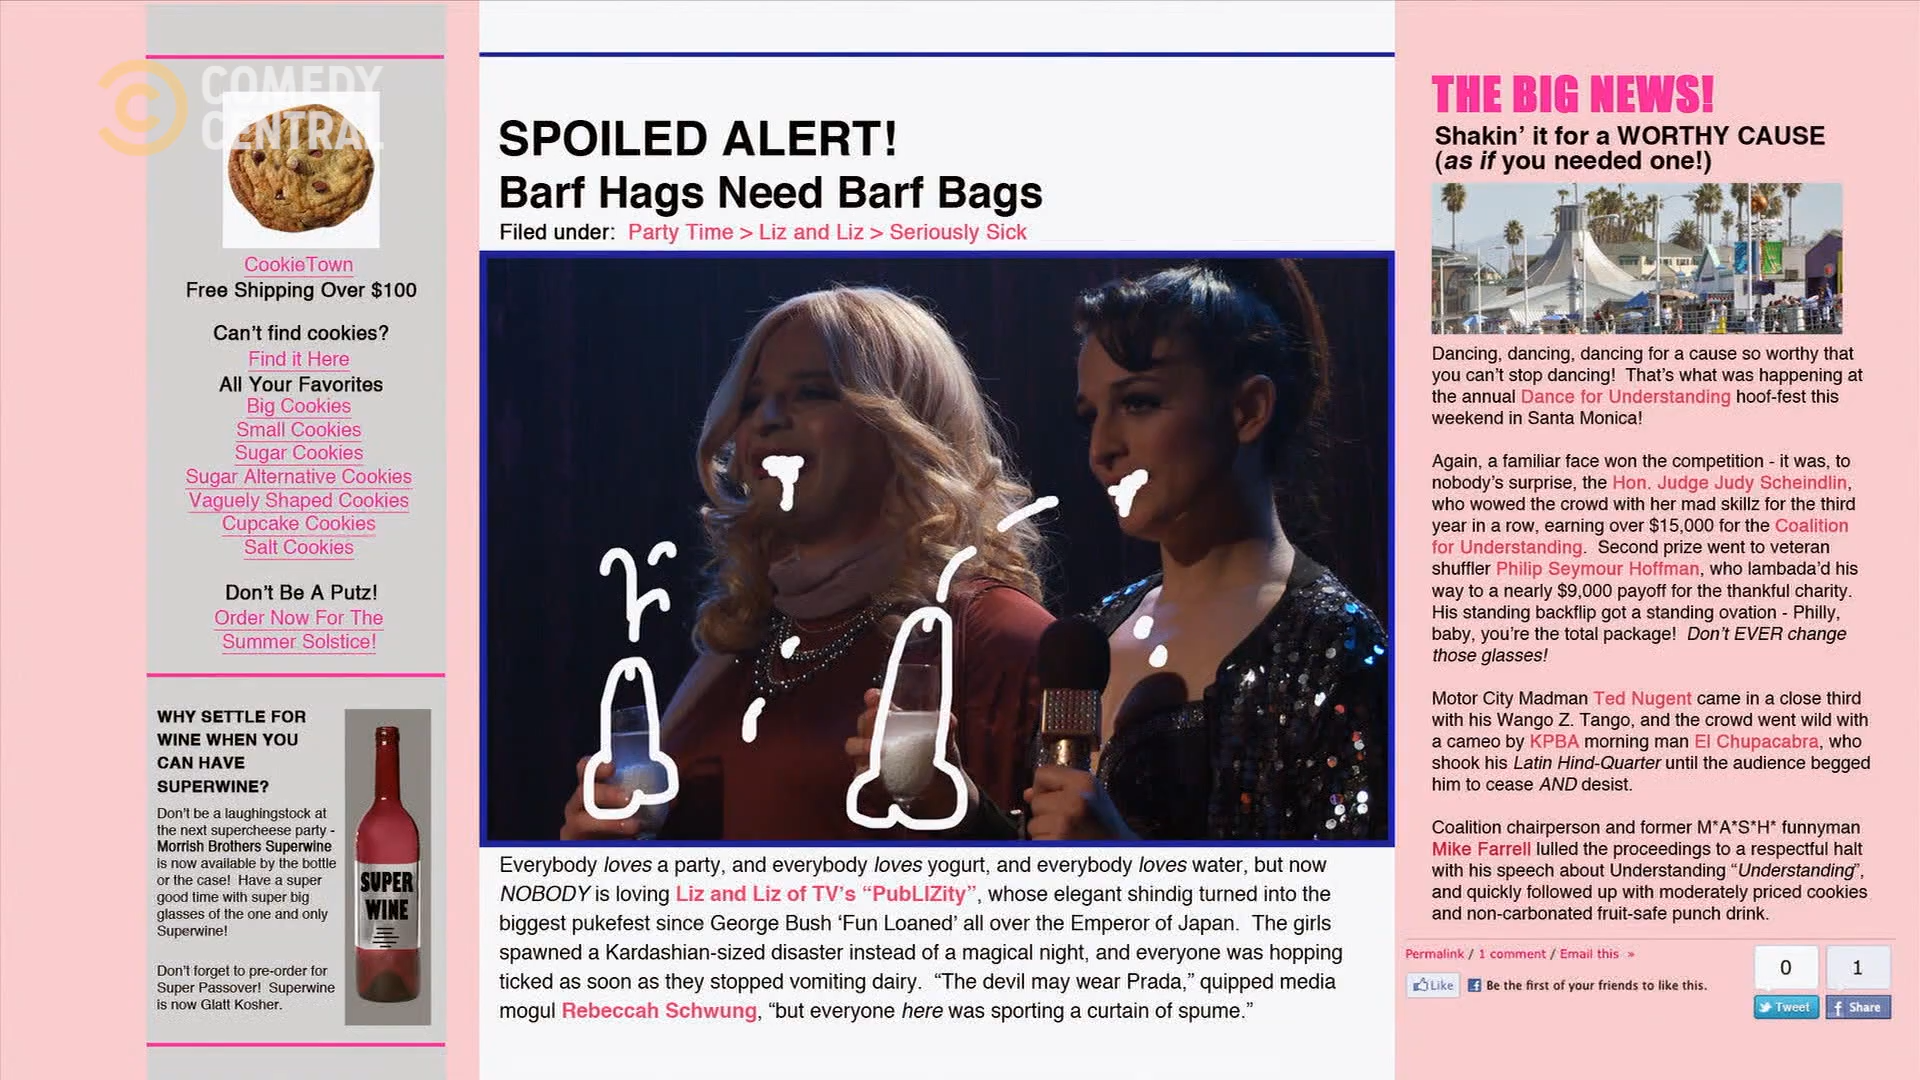 COMEDY
CENTRAL
CookieTown
Free Shipping Over $100
Can't find cookies?
Find it Here
All Your Favorites
Big Cookies
Small Cookies
Sugar Cookies
Sugar Alternative Cookies
Vaguely Shaped Cookies
Cupcake Cookies
Salt Cookies
Don't Be A Putz!
Order Now For The
Summer Solstice!
WHY SETTLE FOR
WINE WHEN YOU
CAN HAVE
SUPERWINE?
Don't be a laughingstock at
the next supercheese party -
Morrish Brothers Superwine
is now available by the bottle
or the case! Have a super
good time with super big
glasses of the one and only
Superwine!
Don't forget to pre-order for
Super Passover! Superwine
is now Glatt Kosher.
SUPER
WINE
SPOILED ALERT!
Barf Hags Need Barf Bags
Filed under: Party Time > Liz and Liz > Seriously Sick
Everybody loves a party, and everybody loves yogurt, and everybody loves water, but now
NOBODY is loving Liz and Liz of TV's “PubLIZity”, whose elegant shindig turned into the
biggest pukefest since George Bush ‘Fun Loaned’ all over the Emperor of Japan. The girls
spawned a Kardashian-sized disaster instead of a magical night, and everyone was hopping
ticked as soon as they stopped vomiting dairy. “The devil may wear Prada,” quipped media
mogul Rebeccah Schwung, “but everyone here was sporting a curtain of spume.”
THE BIG NEWS!
Shakin' it for a WORTHY CAUSE
(as if you needed one!)
Dancing, dancing, dancing for a cause so worthy that
you can't stop dancing! That's what was happening at
the annual Dance for Understanding hoof-fest this
weekend in Santa Monica!
Again, a familiar face won the competition - it was, to
nobody's surprise, the Hon. Judge Judy Scheindlin,
who wowed the crowd with her mad skillz for the third
year in a row, earning over $15,000 for the Coalition
for Understanding. Second prize went to veteran
shuffler Philip Seymour Hoffman, who lambada'd his
way to a nearly $9,000 payoff for the thankful charity.
His standing backflip got a standing ovation - Philly,
baby, you're the total package! Don't EVER change
those glasses!
Motor City Madman Ted Nugent came in a close third
with his Wango Z. Tango, and the crowd went wild with
a cameo by KPBA morning man El Chupacabra, who
shook his Latin Hind-Quarter until the audience begged
him to cease AND desist.
Coalition chairperson and former M*A*S*H* funnyman
Mike Farrell lulled the proceedings to a respectful halt
with his speech about Understanding “Understanding”,
and quickly followed up with moderately priced cookies
and non-carbonated fruit-safe punch drink.
Permalink / 1 comment / Email this »
Like
Be the first of your friends to like this.
0
1
Tweet
Share